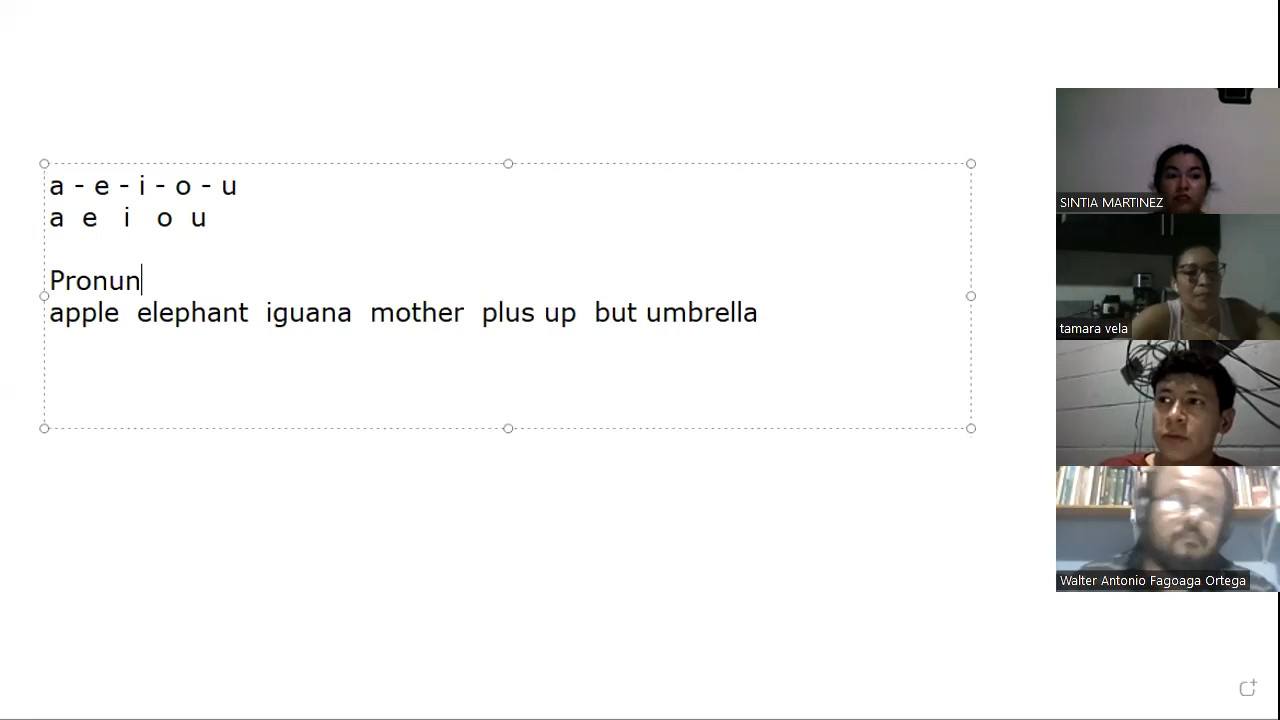 a - e - i - o - u
a e i o u
Pronun
apple elephant iguana mother plus up but umbrella
SINTIA MARTINEZ
tamara vela
Walter Antonio Fagoaga Ortega